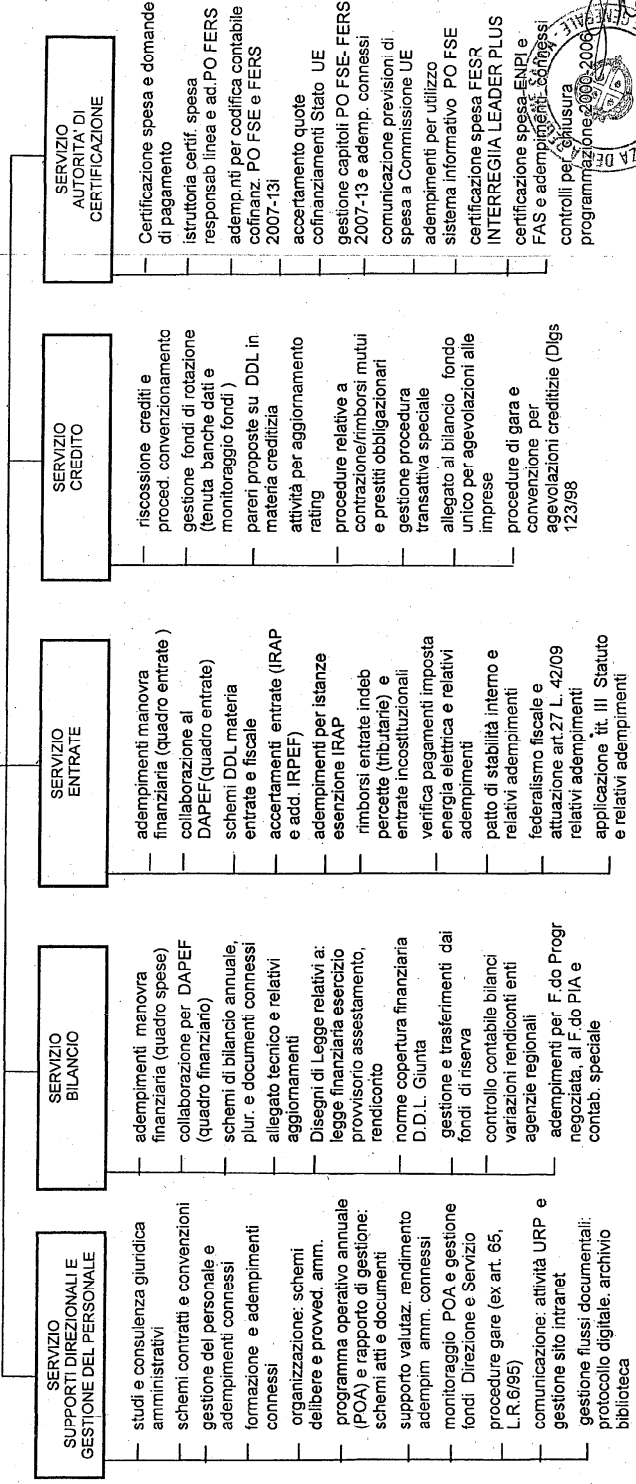 SERVIZIO
SUPPORTI DIREZIONALI E
GESTIONE DEL PERSONALE
studi e consulenza giuridica
amministrativi
schemi contratti e convenzioni
gestione del personale e
adempimenti connessi
formazione e adempimenti
connessi
organizzazione: schemi
delibere e provved. amm.
programma operativo annuale
(POA) e rapporto di gestione:
schemi atti e documenti
supporto valutaz. rendimento
adempim amm. connessi
monitoraggio POA e gestione
fondi Direzione e Servizio
procedure gare (ex art. 65,
L.R.6/95)
comunicazione: attività URP e
gestione sito intranet
gestione flussi documentali:
protocollo digitale. archivio
biblioteca
SERVIZIO
BILANCIO
adempimenti manovra
finanziaria (quadro spese)
collaborazione per DAPEF
(quadro finanziario)
schemi di bilancio annuale,
plur. e documenti connessi
allegato tecnico e relativi
aggiornamenti
Disegni di Legge relativi a:
legge finanziaria esercizio
provvisorio assestamento,
rendiconto
norme copertura finanziaria
D.D.L. Giunta
gestione e trasferimenti dai
fondi di riserva
controllo contabile bilanci
variazioni rendiconti enti
agenzie regionali
adempimenti per F.do Progr
negoziata, al F.do PIA e
contab. speciale
SERVIZIO
ENTRATE
adempimenti manovra
finanziaria (quadro entrate )
collaborazione al
DAPEF(quadro entrate)
schemi DDL materia
entrate e fiscale
accertamenti entrate (IRAP
e add. IRPEF)
adempimenti per istanze
esenzione IRAP
rimborsi entrate indeb
percette (tributarie) e
entrate incostituzionali
verifica pagamenti imposta
energia elettrica e relativi
adempimenti
patto di stabilità interno e
relativi adempimenti
federalismo fiscale e
attuazione art.27 L. 42/09
relativi adempimenti
applicazione tit. III Statuto
e relativi adempimenti
SERVIZIO
CREDITO
riscossione crediti e
proced. convenzionamento
gestione fondi di rotazione
(tenuta banche dati e
monitoraggio fondi )
pareri proposte su DDL in
materia creditizia
attività per aggiornamento
rating
procedure relative a
contrazione/rimborsi mutui
e prestiti obbligazionari
gestione procedura
transattiva speciale
allegato al bilancio fondo
unico per agevolazioni alle
imprese
procedure di gara e
convenzione per
agevolazioni creditizie (Dlgs
123/98)
SERVIZIO
AUTORITA' DI
CERTIFICAZIONE
Certificazione spesa e domande
di pagamento
istruttoria certif. spesa
responsab linea e ad.PO FERS
ademp.nti per codifica contabile
cofinanz. PO FSE e FERS
2007-13i
accertamento quote
cofinanziamenti Stato UE
gestione capitoli PO FSE- FERS
2007-13 e ademp. connessi
comunicazione previsioni di
spesa a Commissione UE
adempimenti per utilizzo
sistema informativo PO FSE
certificazione spesa FESR
INTERREGIIA LEADER PLUS
certificazione spesa ENPI e
FAS e adempimenti connessi
controlli per chiusura
programmazione 2000-2006